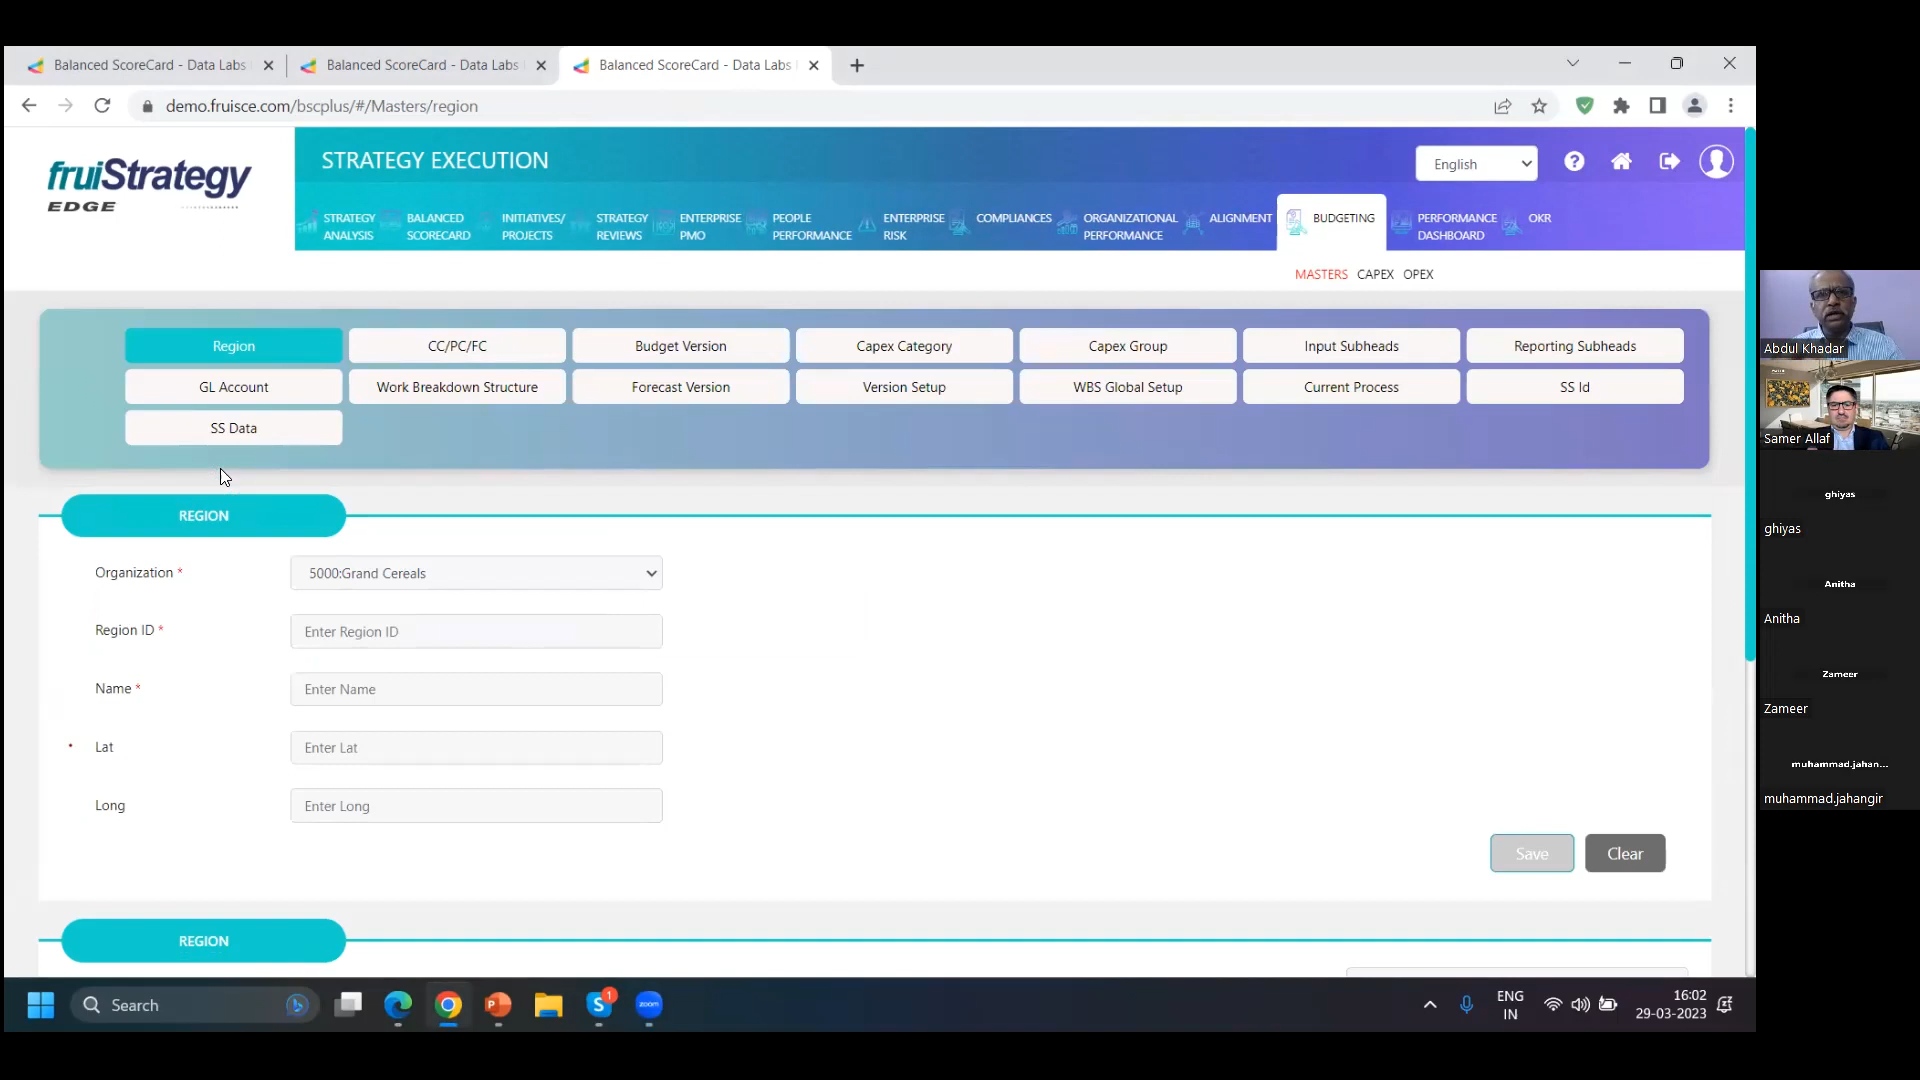 Balanced ScoreCard - Data Labs
Balanced ScoreCard - Data Labs
Balanced ScoreCard - Data Labs
demo.fruisce.com/bscplus/#/Masters/region
fruiStrategy
EDGE
STRATEGY EXECUTION
English
STRATEGY ANALYSIS
BALANCED SCORECARD
INITIATIVES/ PROJECTS
STRATEGY REVIEWS
ENTERPRISE PMO
PEOPLE PERFORMANCE
ENTERPRISE RISK
COMPLIANCES
ORGANIZATIONAL PERFORMANCE
ALIGNMENT
BUDGETING
PERFORMANCE DASHBOARD
OKR
MASTERS CAPEX OPEX
Region
CC/PC/FC
Budget Version
Capex Category
Capex Group
Input Subheads
Reporting Subheads
GL Account
Work Breakdown Structure
Forecast Version
Version Setup
WBS Global Setup
Current Process
SS Id
SS Data
REGION
Organization *
5000:Grand Cereals
Region ID *
Enter Region ID
Name *
Enter Name
Lat
Enter Lat
Long
Enter Long
Save
Clear
REGION
Abdul Khadar
Samer Allaf
ghiyas
ghiyas
Anitha
Anitha
Zameer
Zameer
muhammad.jahan...
muhammad.jahangir
Search
P
S
1
zoom
ENG
IN
16:02
29-03-2023